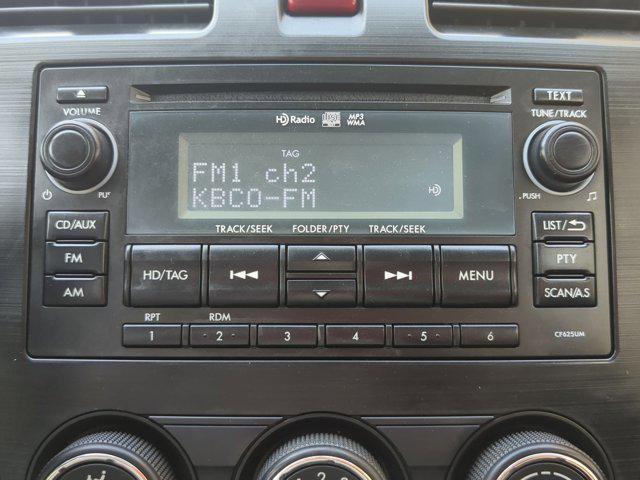 VOLUME
TEXT
TUNE/TRACK
HD Radio
MP3
WMA
TAG
FM1 ch2
KBCO-FM
HD
PUSH
CD/AUX
FM
AM
TRACK/SEEK FOLDER/PTY TRACK/SEEK
HD/TAG
MENU
LIST/
PTY
SCAN/A.S
RPT RDM
1 2 3 4 5 6
CF625UM
2